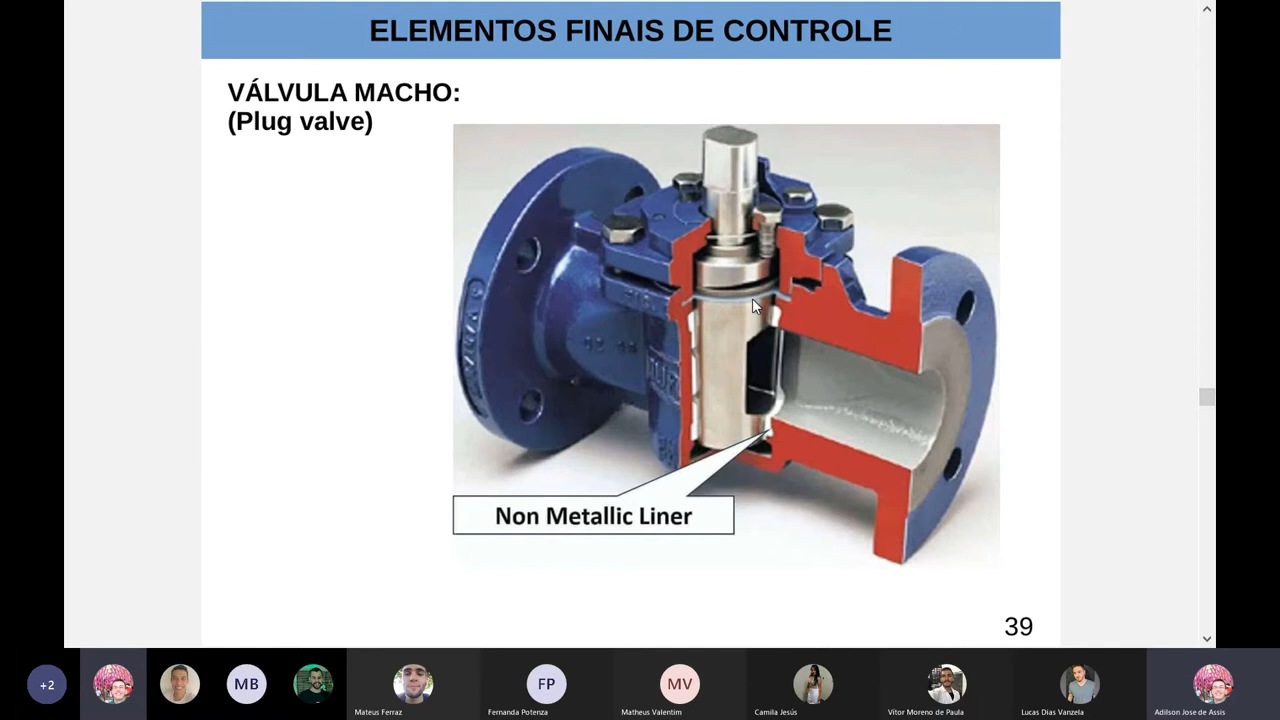 ELEMENTOS FINAIS DE CONTROLE
VÁLVULA MACHO:
(Plug valve)
Non Metallic Liner
39
+2
MB
FP
MV
Mateus Ferraz
Fernanda Potenza
Matheus Valentim
Camila Jesús
Vítor Moreno de Paula
Lucas Dias Vanzela
Adilson Jose de Assis